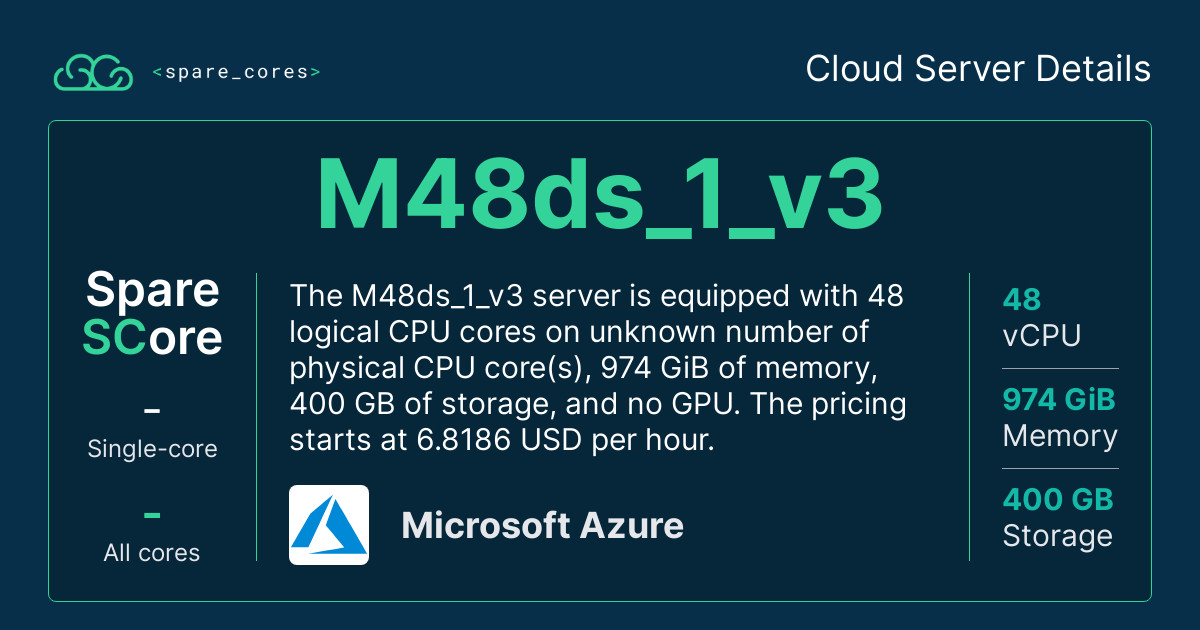 <spare_cores>
Cloud Server Details
M48ds_1_v3
Spare
SCore
–
Single-core
–
All cores
The M48ds_1_v3 server is equipped with 48
logical CPU cores on unknown number of
physical CPU core(s), 974 GiB of memory,
400 GB of storage, and no GPU. The pricing
starts at 6.8186 USD per hour.
Microsoft Azure
48
vCPU
974 GiB
Memory
400 GB
Storage